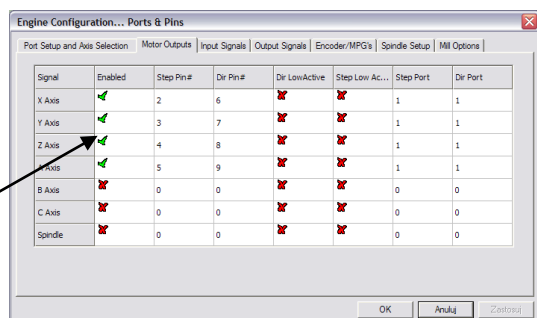 Engine Configuration... Ports & Pins
Port Setup and Axis Selection Motor Outputs Input Signals Output Signals Encoder/MPG's Spindle Setup Mill Options
Signal Enabled Step Pin# Dir Pin# Dir LowActive Step Low Ac... Step Port Dir Port
X Axis 2 6 1 1
Y Axis 3 7 1 1
Z Axis 4 8 1 1
A Axis 5 9 1 1
B Axis 0 0 0 0
C Axis 0 0 0 0
Spindle 0 0 0 0
OK Anuluj Zastosuj